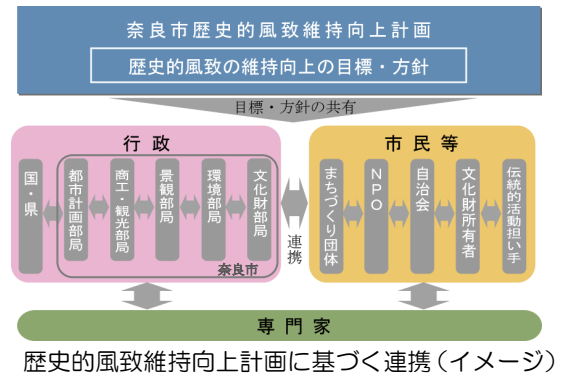 奈良市歴史的風致維持向上計画
歴史的風致の維持向上の目標・方針
目標・方針の共有
行政
国・県
都市計画部局
商工・観光部局
景観部局
環境部局
文化財部局
奈良市
連携
市民等
まちづくり団体
NPO
自治会
文化財所有者
伝統的活動担い手
専門家
歴史的風致維持向上計画に基づく連携(イメージ)